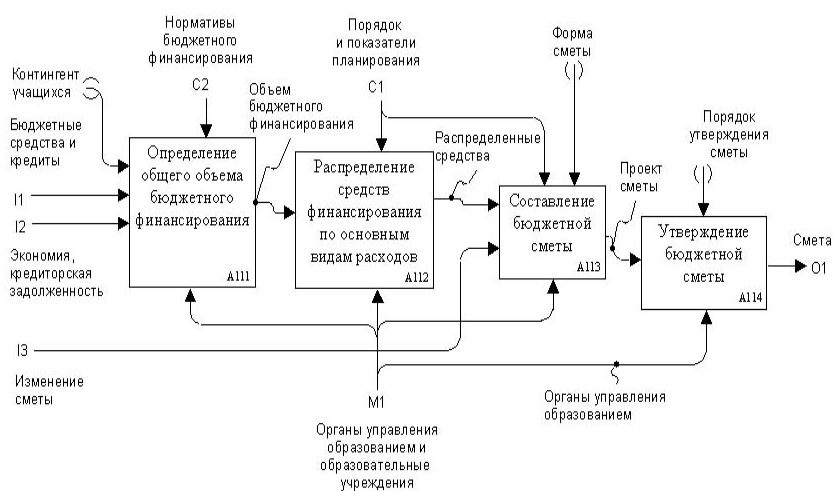 Нормативы
бюджетного
финансирования
C2
Порядок
и показатели
планирования
C1
Форма
сметы
Контингент
учащихся
Объем
бюджетного
финансирования
Порядок
утверждения
сметы
Бюджетные
средства и
кредиты
I1
I2
Экономия,
кредиторская
задолженность
Определение
общего объема
бюджетного
финансирования
A111
Распределение
средств
финансирования
по основным
видам расходов
A112
Распределенные
средства
Составление
бюджетной
сметы
A113
Проект
сметы
Утверждение
бюджетной
сметы
A114
Смета
O1
I3
Изменение
сметы
M1
Органы управления
образованием и
образовательные
учреждения
Органы управления
образованием